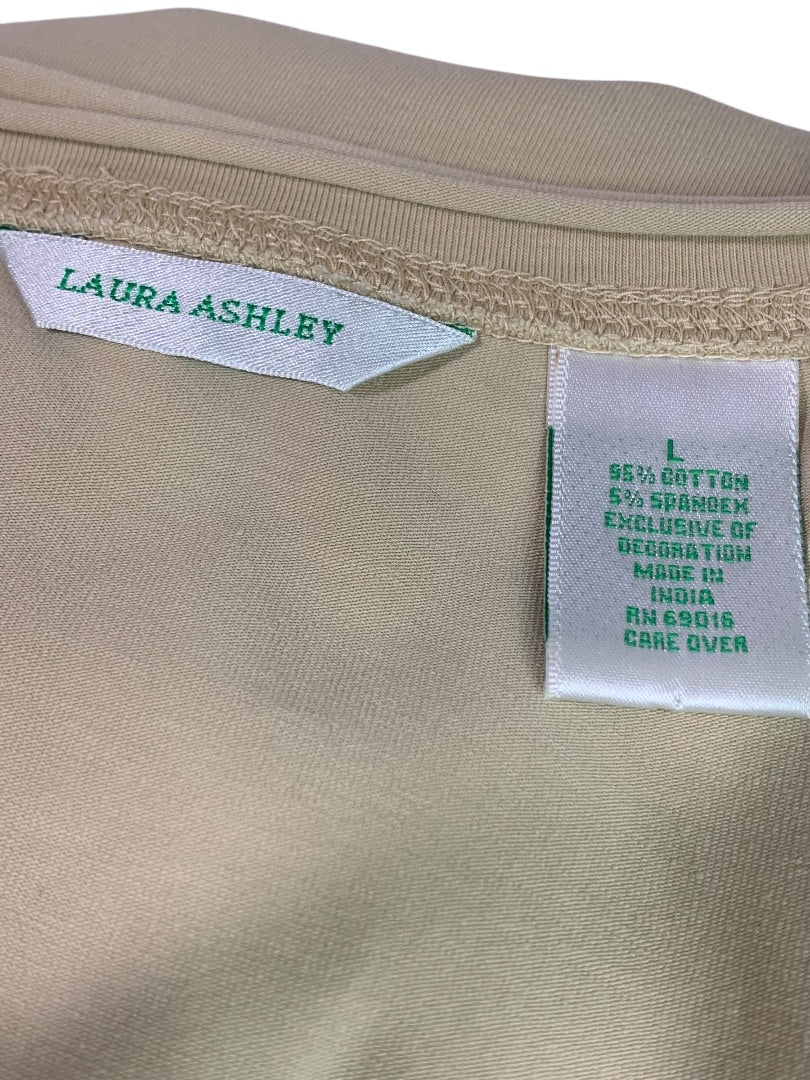 LAURA ASHLEY
L
95% COTTON
5% SPANDEX
EXCLUSIVE OF
DECORATION
MADE IN
INDIA
RN 69016
CARE OVER